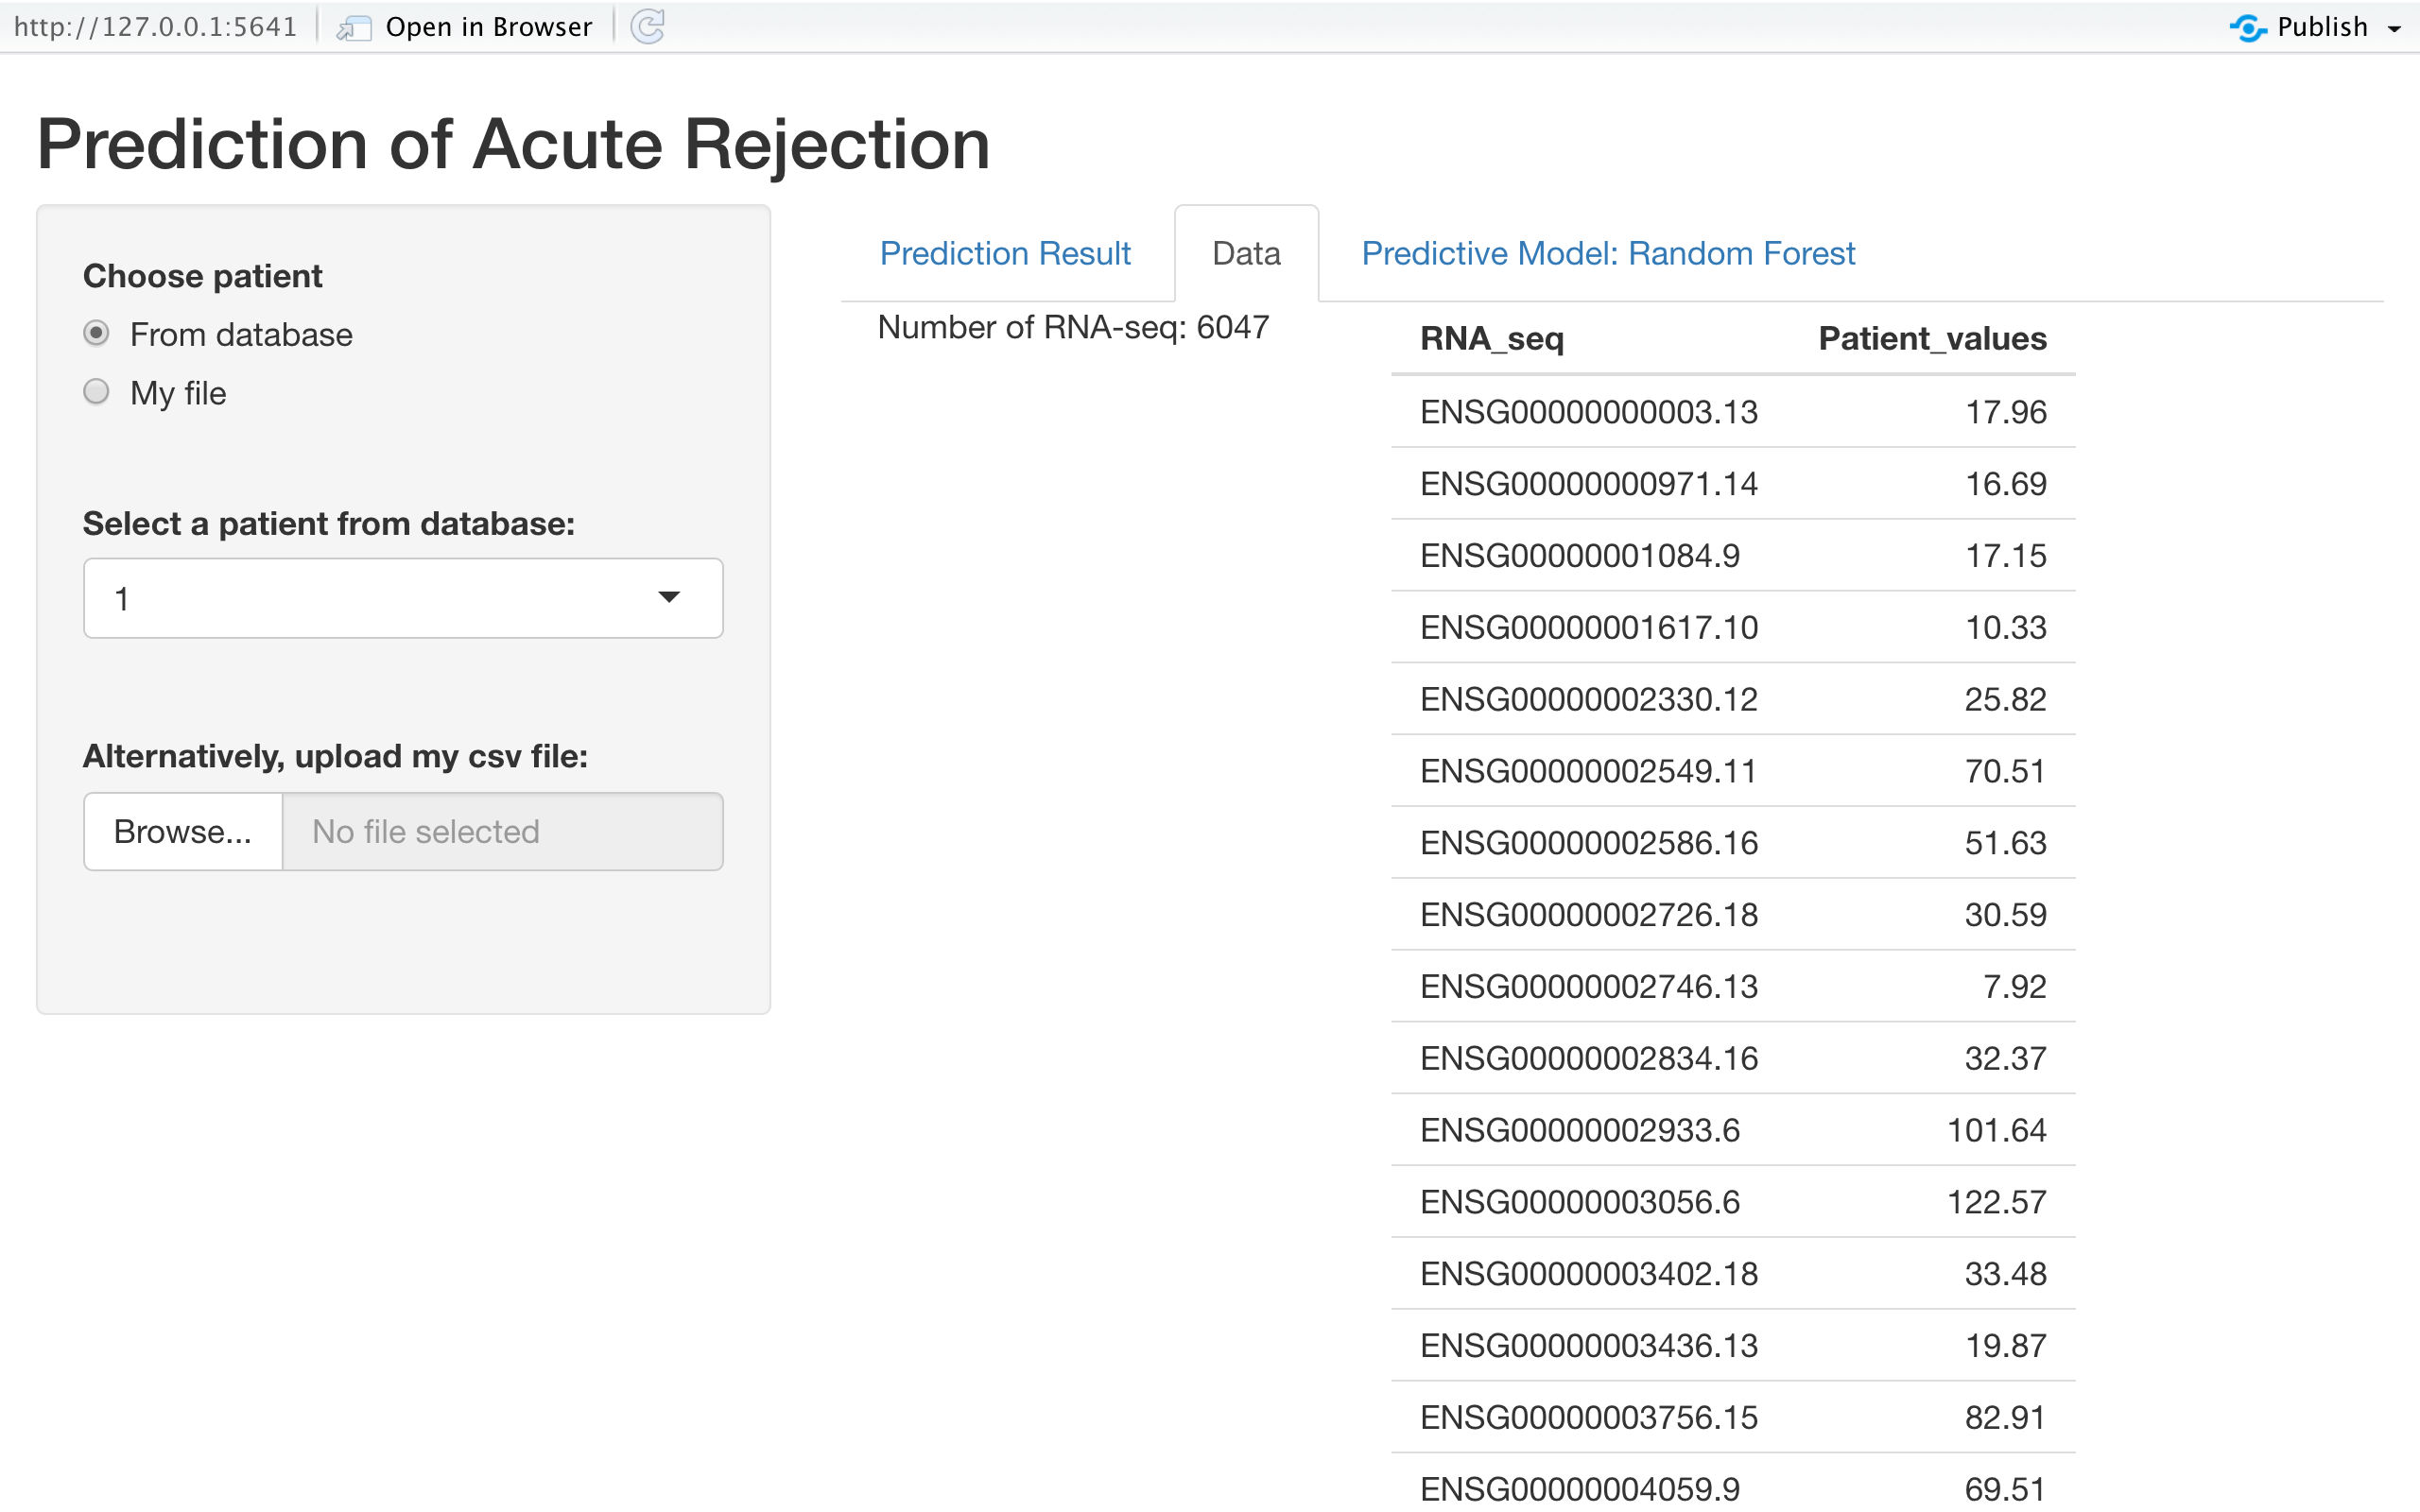 http://127.0.0.1:5641 Open in Browser Publish
Prediction of Acute Rejection
Choose patient
From database
My file
Select a patient from database:
1
Alternatively, upload my csv file:
Browse... No file selected
Prediction Result Data Predictive Model: Random Forest
Number of RNA-seq: 6047
RNA_seq Patient_values
ENSG00000000003.13 17.96
ENSG00000000971.14 16.69
ENSG00000001084.9 17.15
ENSG00000001617.10 10.33
ENSG00000002330.12 25.82
ENSG00000002549.11 70.51
ENSG00000002586.16 51.63
ENSG00000002726.18 30.59
ENSG00000002746.13 7.92
ENSG00000002834.16 32.37
ENSG00000002933.6 101.64
ENSG00000003056.6 122.57
ENSG00000003402.18 33.48
ENSG00000003436.13 19.87
ENSG00000003756.15 82.91
ENSG00000004059.9 69.51